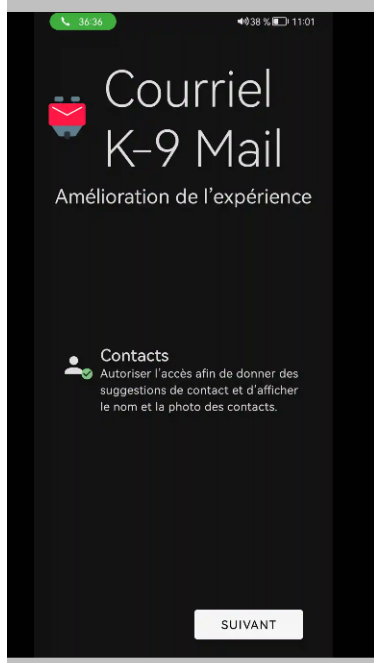 36:36 38 % 11:01
Courriel
K-9 Mail
Amélioration de l'expérience
Contacts
Autoriser l'accès afin de donner des
suggestions de contact et d'afficher
le nom et la photo des contacts.
SUIVANT